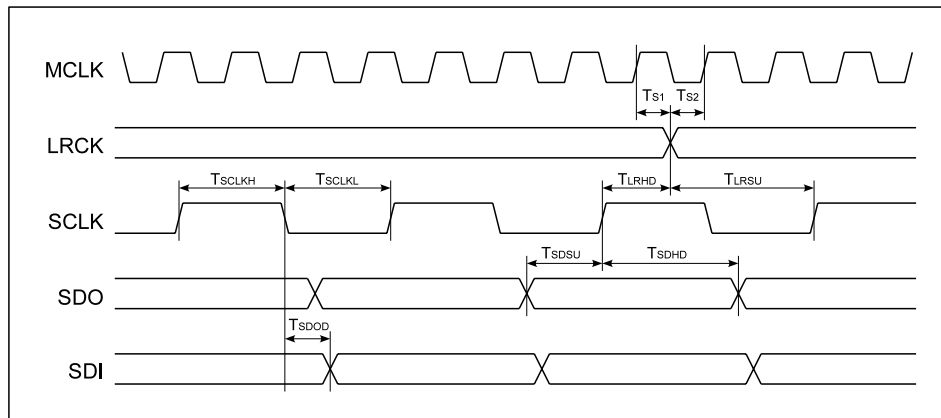 MCLK
TS1 TS2
LRCK
TSCLKH TSCLKL TLRHD TLRSU
SCLK
TSDSU TSDHD
SDO
TSDOD
SDI